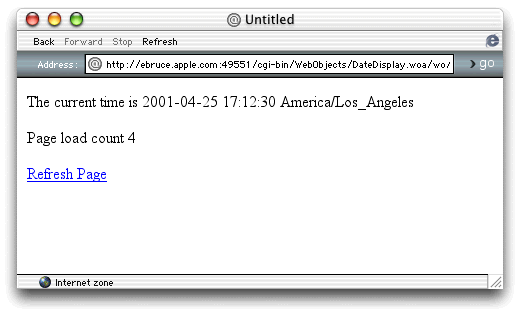 Untitled
Back Forward Stop Refresh
Address: http://ebruce.apple.com:49551/cgi-bin/WebObjects/DateDisplay.woa/wo/ go
The current time is 2001-04-25 17:12:30 America/Los_Angeles
Page load count 4
Refresh Page
Internet zone